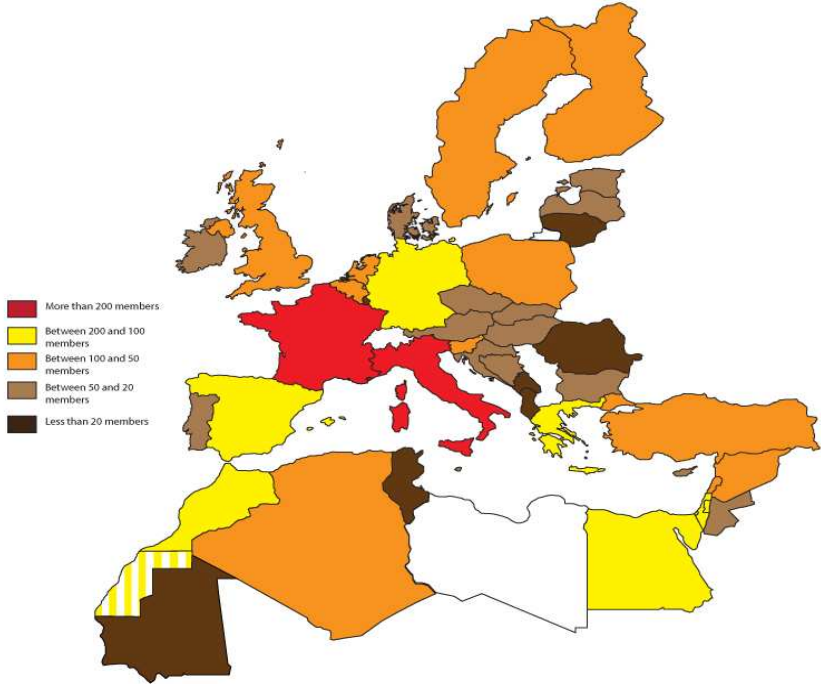 More than 200 members
Between 200 and 100
members
Between 100 and 50
members
Between 50 and 20
members
Less than 20 members